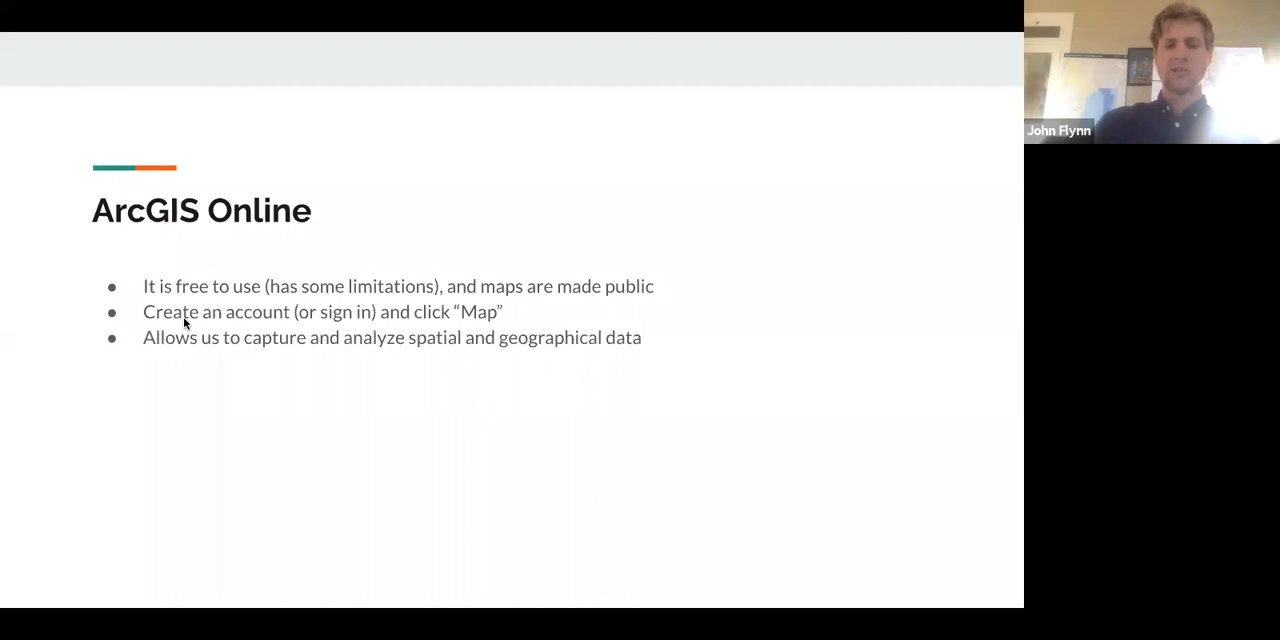 ArcGIS Online
● It is free to use (has some limitations), and maps are made public
● Create an account (or sign in) and click “Map”
● Allows us to capture and analyze spatial and geographical data
John Flynn